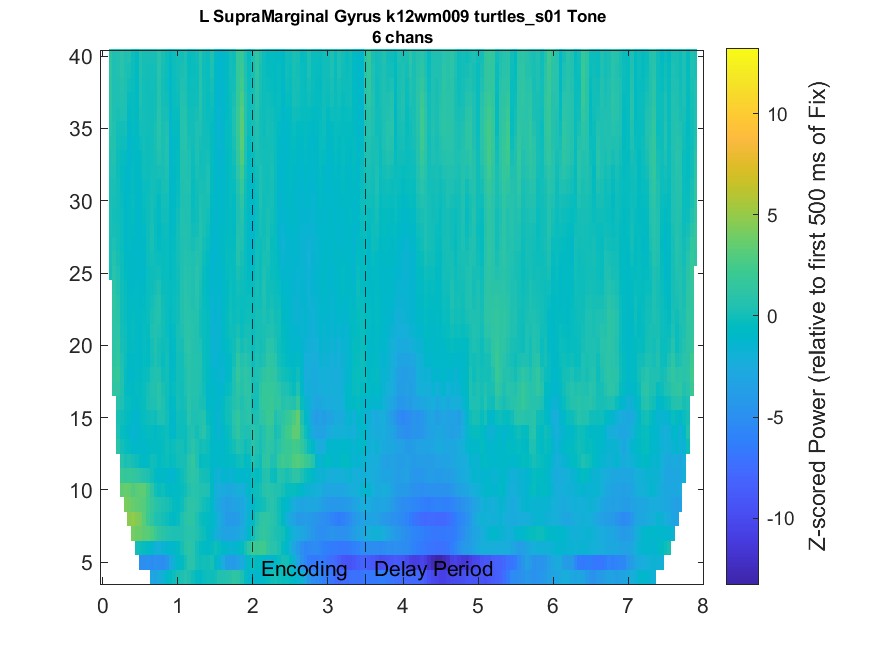 L SupraMarginal Gyrus k12wm009 turtles_s01 Tone
6 chans
40
35
30
25
20
15
10
5
Encoding
Delay Period
0 1 2 3 4 5 6 7 8
10
5
0
-5
-10
Z-scored Power (relative to first 500 ms of Fix)